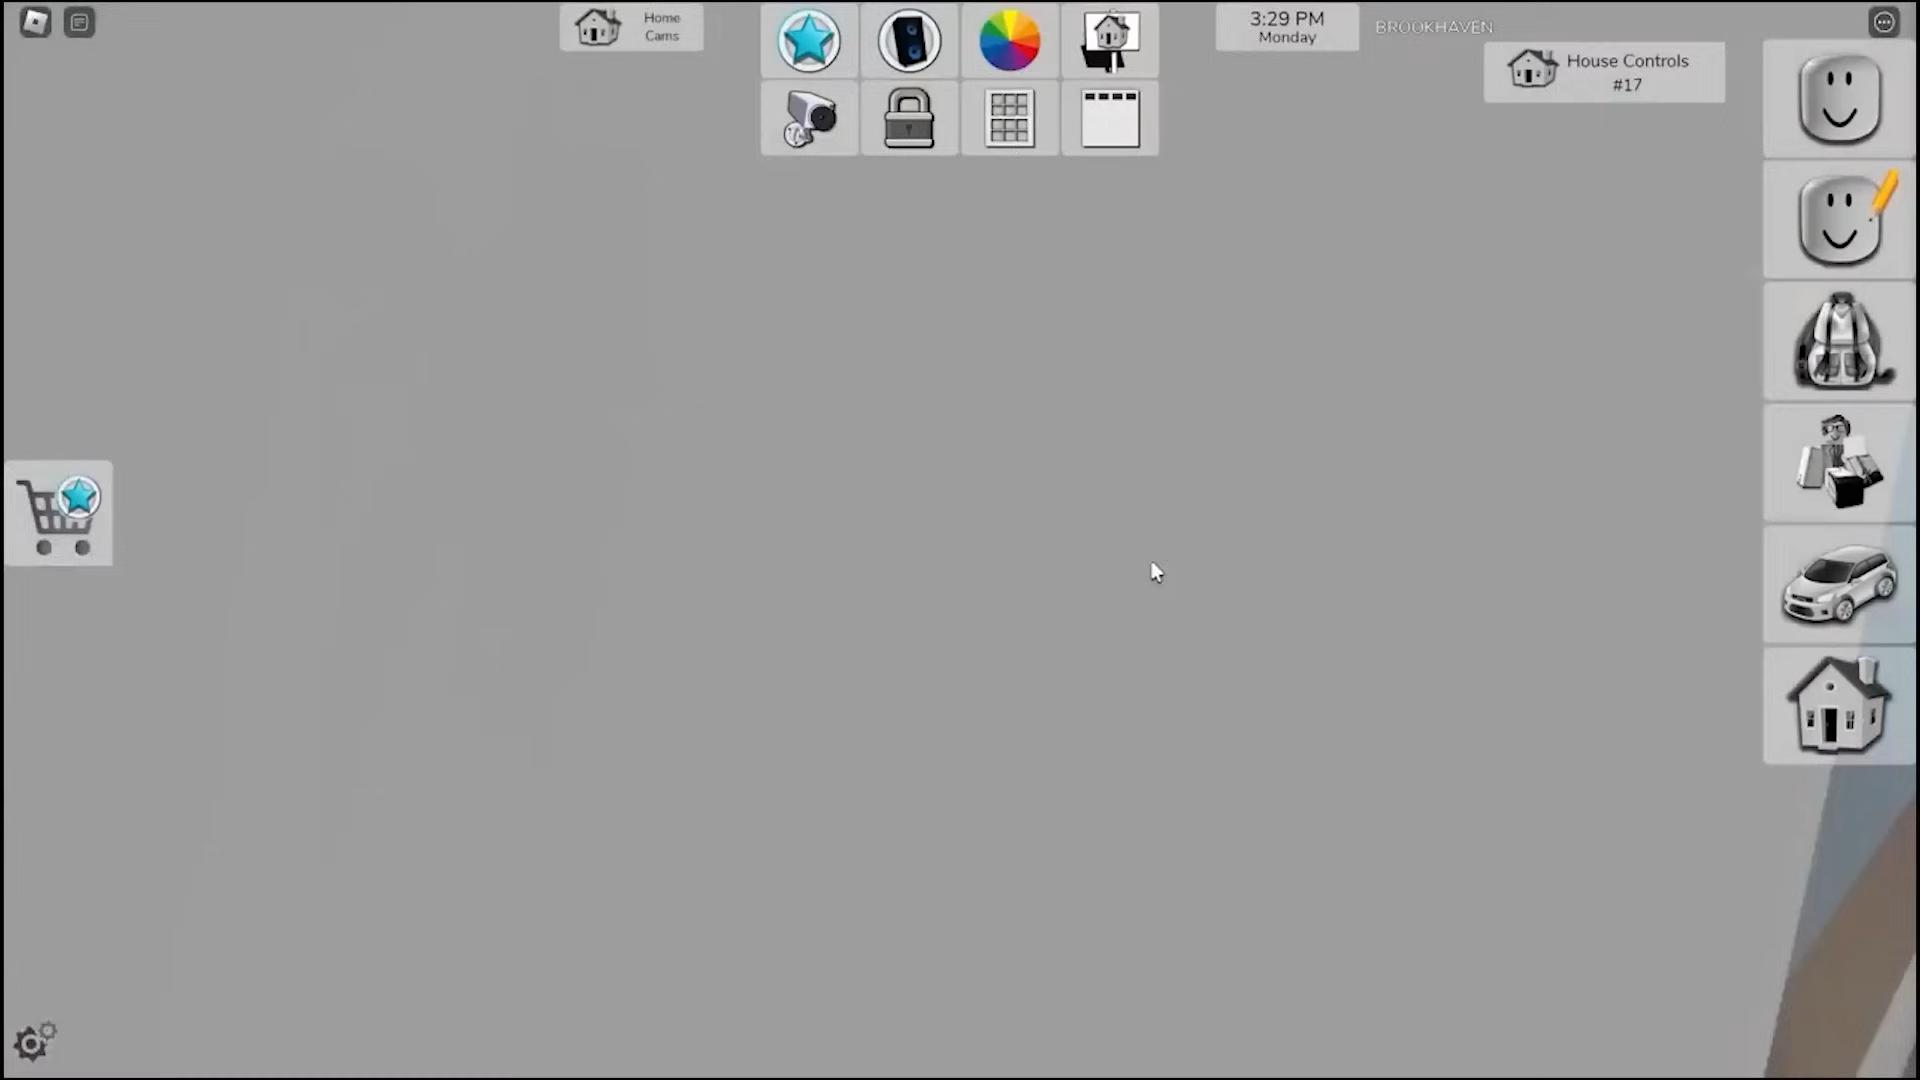 Home
Cams
3:29 PM
Monday
BROOKHAVEN
House Controls
#17